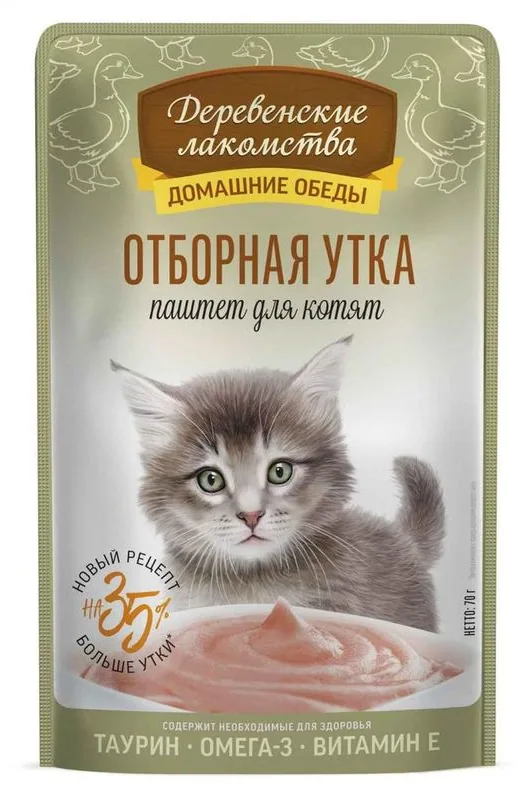 Деревенские
лакомства
ДОМАШНИЕ ОБЕДЫ
ОТБОРНАЯ УТКА
паштет для котят
НОВЫЙ РЕЦЕПТ
НА 35%
БОЛЬШЕ УТКИ*
НЕТТО: 70 г
СОДЕРЖИТ НЕОБХОДИМЫЕ ДЛЯ ЗДОРОВЬЯ
ТАУРИН · ОМЕГА-3 · ВИТАМИН Е